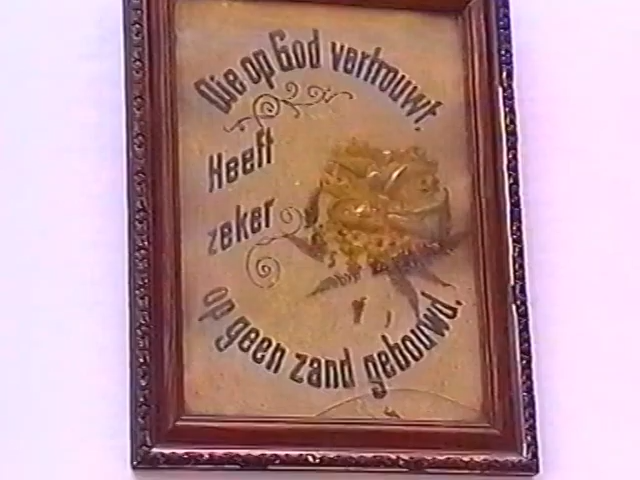 Die op God vertrouwt.
Heeft
zeker
op geen zand gebouwd.